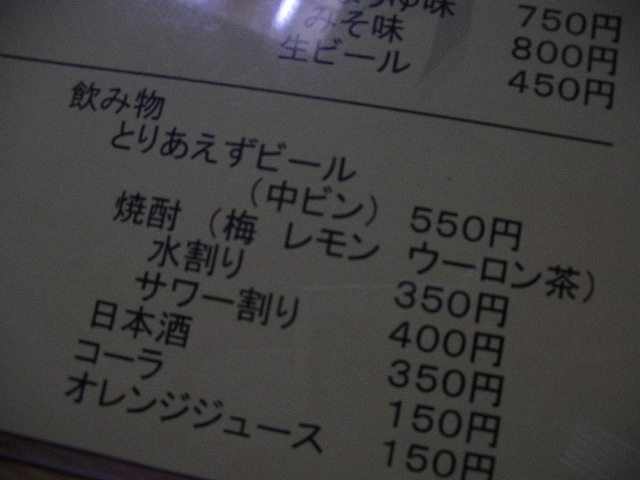 うゆ味 750円
みそ味 800円
生ビール 450円
飲み物
とりあえずビール
(中ビン) 550円
焼酎 (梅 レモン ウーロン茶)
水割り 350円
サワー割り 400円
日本酒 350円
コーラ 150円
オレンジジュース 150円